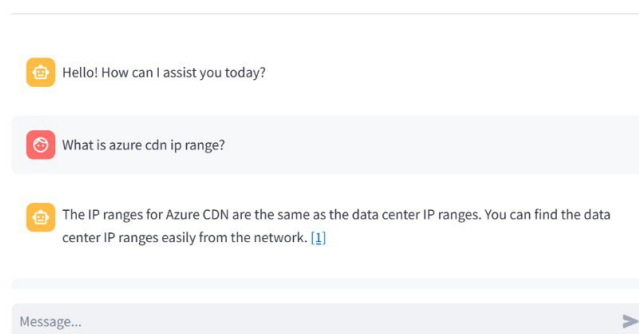 Hello! How can I assist you today?
What is azure cdn ip range?
The IP ranges for Azure CDN are the same as the data center IP ranges. You can find the data
center IP ranges easily from the network. [1]
Message...